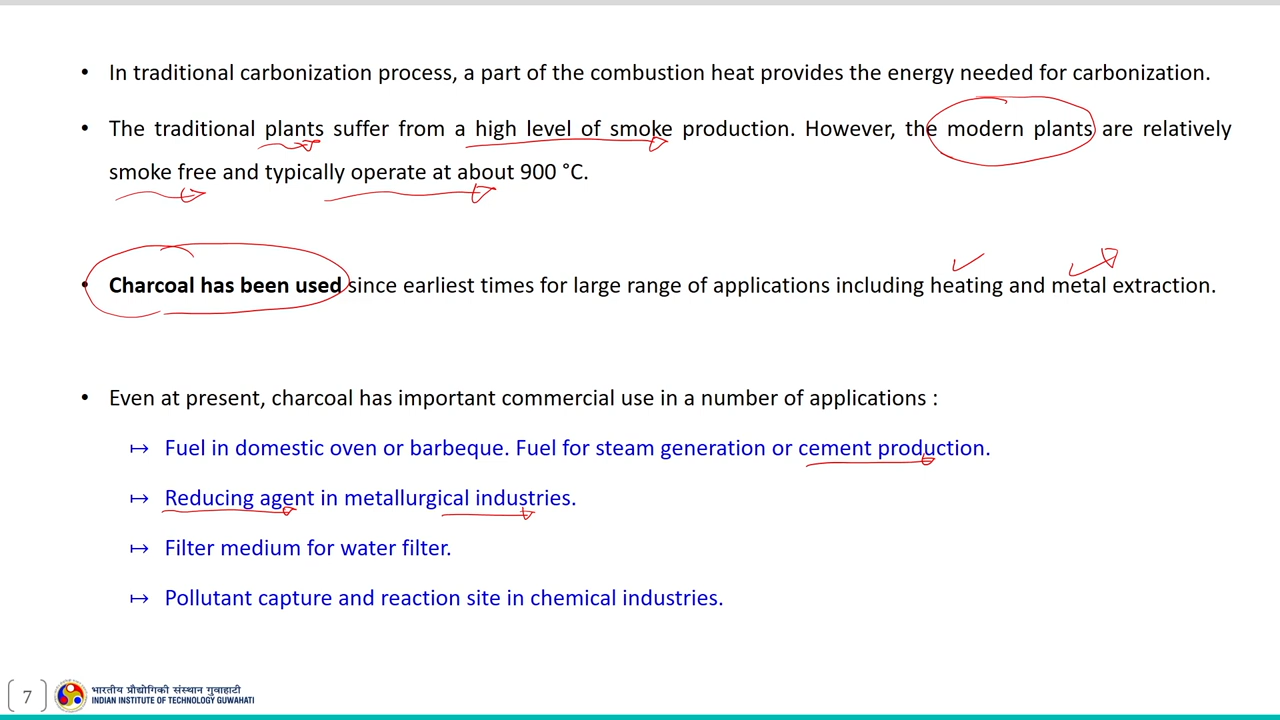 • In traditional carbonization process, a part of the combustion heat provides the energy needed for carbonization.
• The traditional plants suffer from a high level of smoke production. However, the modern plants are relatively
smoke free and typically operate at about 900 °C.
• Charcoal has been used since earliest times for large range of applications including heating and metal extraction.
• Even at present, charcoal has important commercial use in a number of applications :
↦ Fuel in domestic oven or barbeque. Fuel for steam generation or cement production.
↦ Reducing agent in metallurgical industries.
↦ Filter medium for water filter.
↦ Pollutant capture and reaction site in chemical industries.
7
भारतीय प्रौद्योगिकी संस्थान गुवाहाटी
INDIAN INSTITUTE OF TECHNOLOGY GUWAHATI